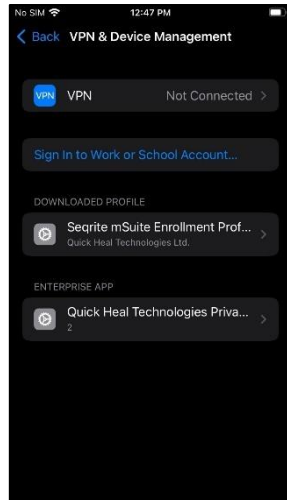 No SIM 12:47 PM
Back VPN & Device Management
VPN VPN Not Connected
Sign In to Work or School Account...
DOWNLOADED PROFILE
Seqrite mSuite Enrollment Prof...
Quick Heal Technologies Ltd.
ENTERPRISE APP
Quick Heal Technologies Priva...
2